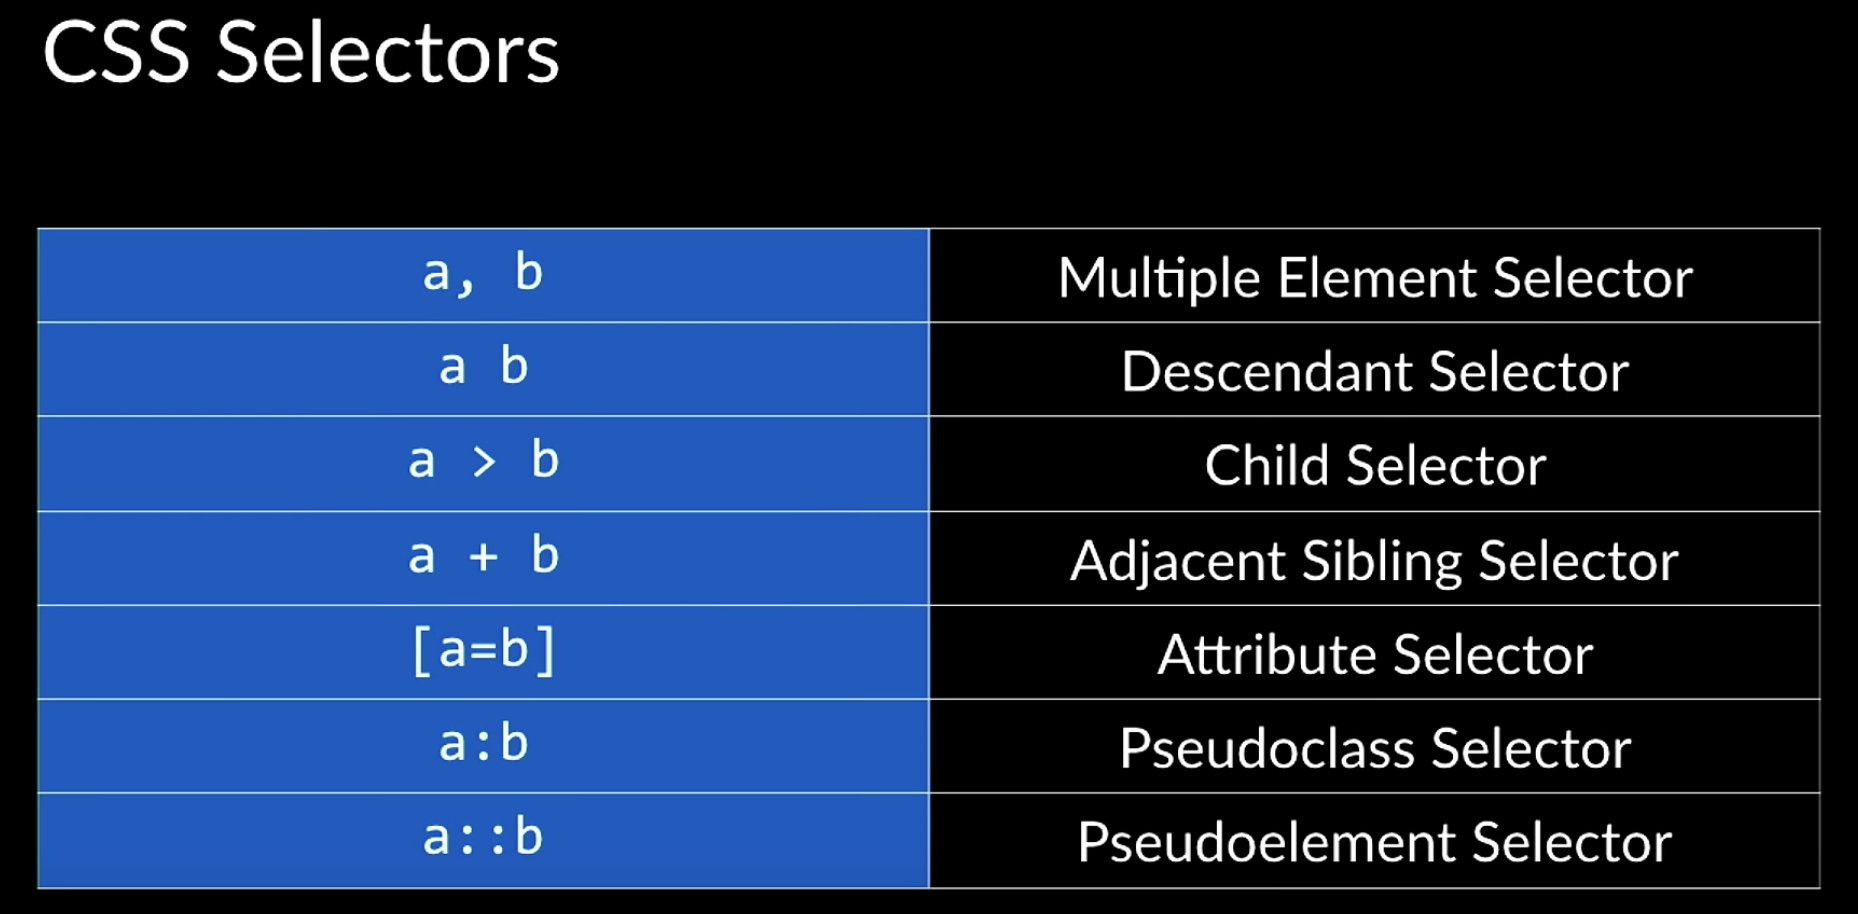 CSS Selectors
a, b
Multiple Element Selector
a b
Descendant Selector
a > b
Child Selector
a + b
Adjacent Sibling Selector
[a=b]
Attribute Selector
a:b
Pseudoclass Selector
a::b
Pseudoelement Selector